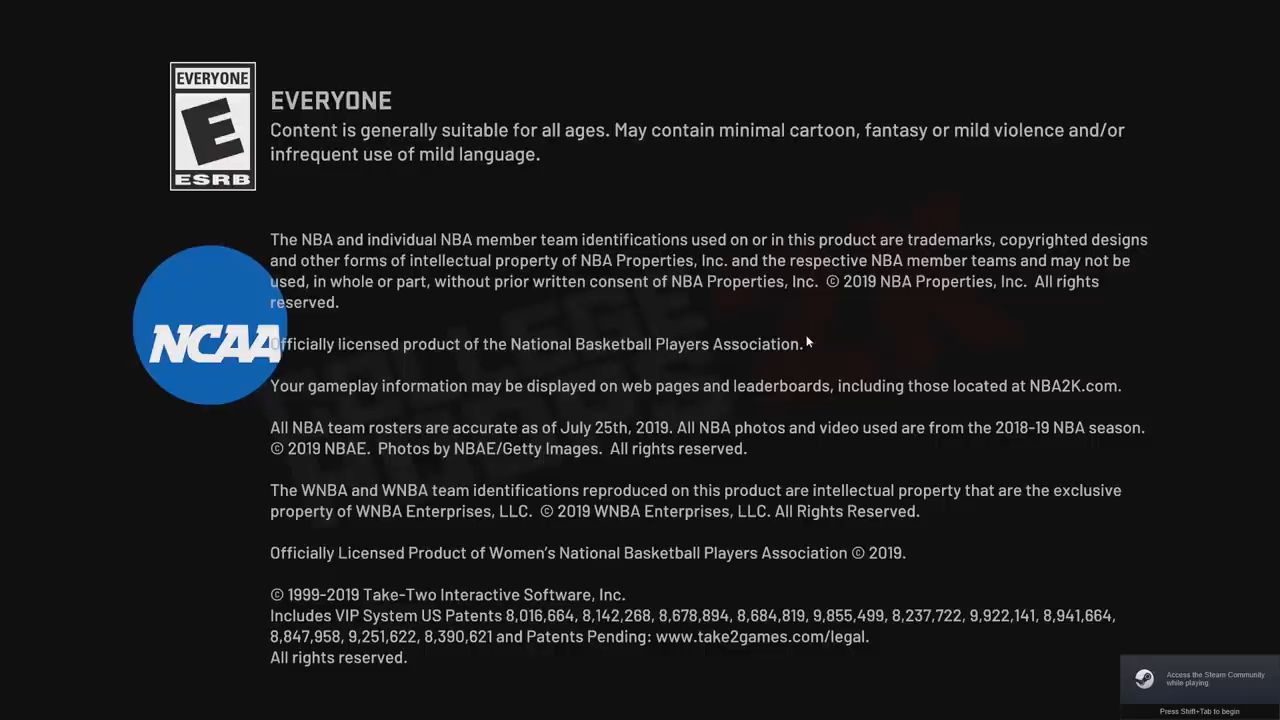 EVERYONE
E
ESRB
EVERYONE
Content is generally suitable for all ages. May contain minimal cartoon, fantasy or mild violence and/or
infrequent use of mild language.
The NBA and individual NBA member team identifications used on or in this product are trademarks, copyrighted designs
and other forms of intellectual property of NBA Properties, Inc. and the respective NBA member teams and may not be
used, in whole or part, without prior written consent of NBA Properties, Inc. © 2019 NBA Properties, Inc. All rights
reserved.
NCAA
Officially licensed product of the National Basketball Players Association.
COLLEGE
HOOPS
2K
Your gameplay information may be displayed on web pages and leaderboards, including those located at NBA2K.com.
All NBA team rosters are accurate as of July 25th, 2019. All NBA photos and video used are from the 2018-19 NBA season.
© 2019 NBAE. Photos by NBAE/Getty Images. All rights reserved.
The WNBA and WNBA team identifications reproduced on this product are intellectual property that are the exclusive
property of WNBA Enterprises, LLC. © 2019 WNBA Enterprises, LLC. All Rights Reserved.
Officially Licensed Product of Women's National Basketball Players Association © 2019.
© 1999-2019 Take-Two Interactive Software, Inc.
Includes VIP System US Patents 8,016,664, 8,142,268, 8,678,894, 8,684,819, 9,855,499, 8,237,722, 9,922,141, 8,941,664,
8,847,958, 9,251,622, 8,390,621 and Patents Pending: www.take2games.com/legal.
All rights reserved.
Access the Steam Community
while playing
Press Shift+Tab to begin